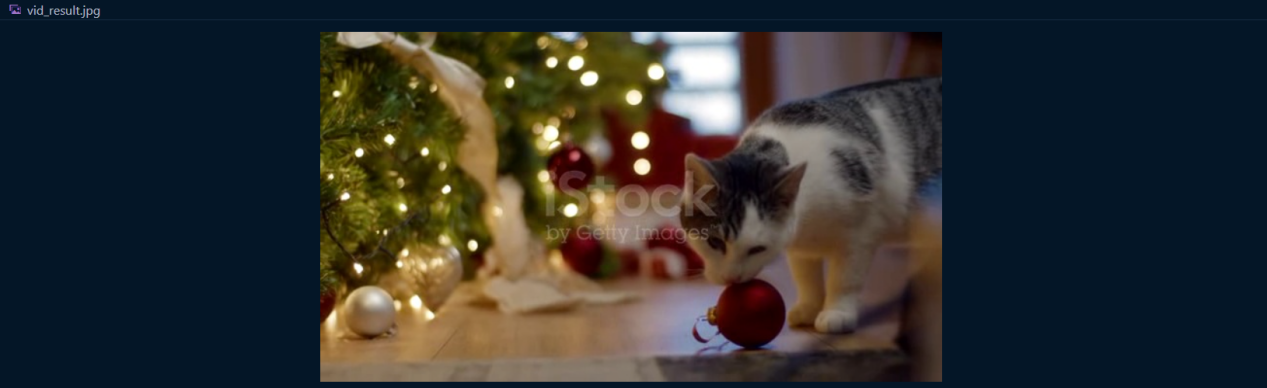 vid_result.jpg
iStock
by Getty Images